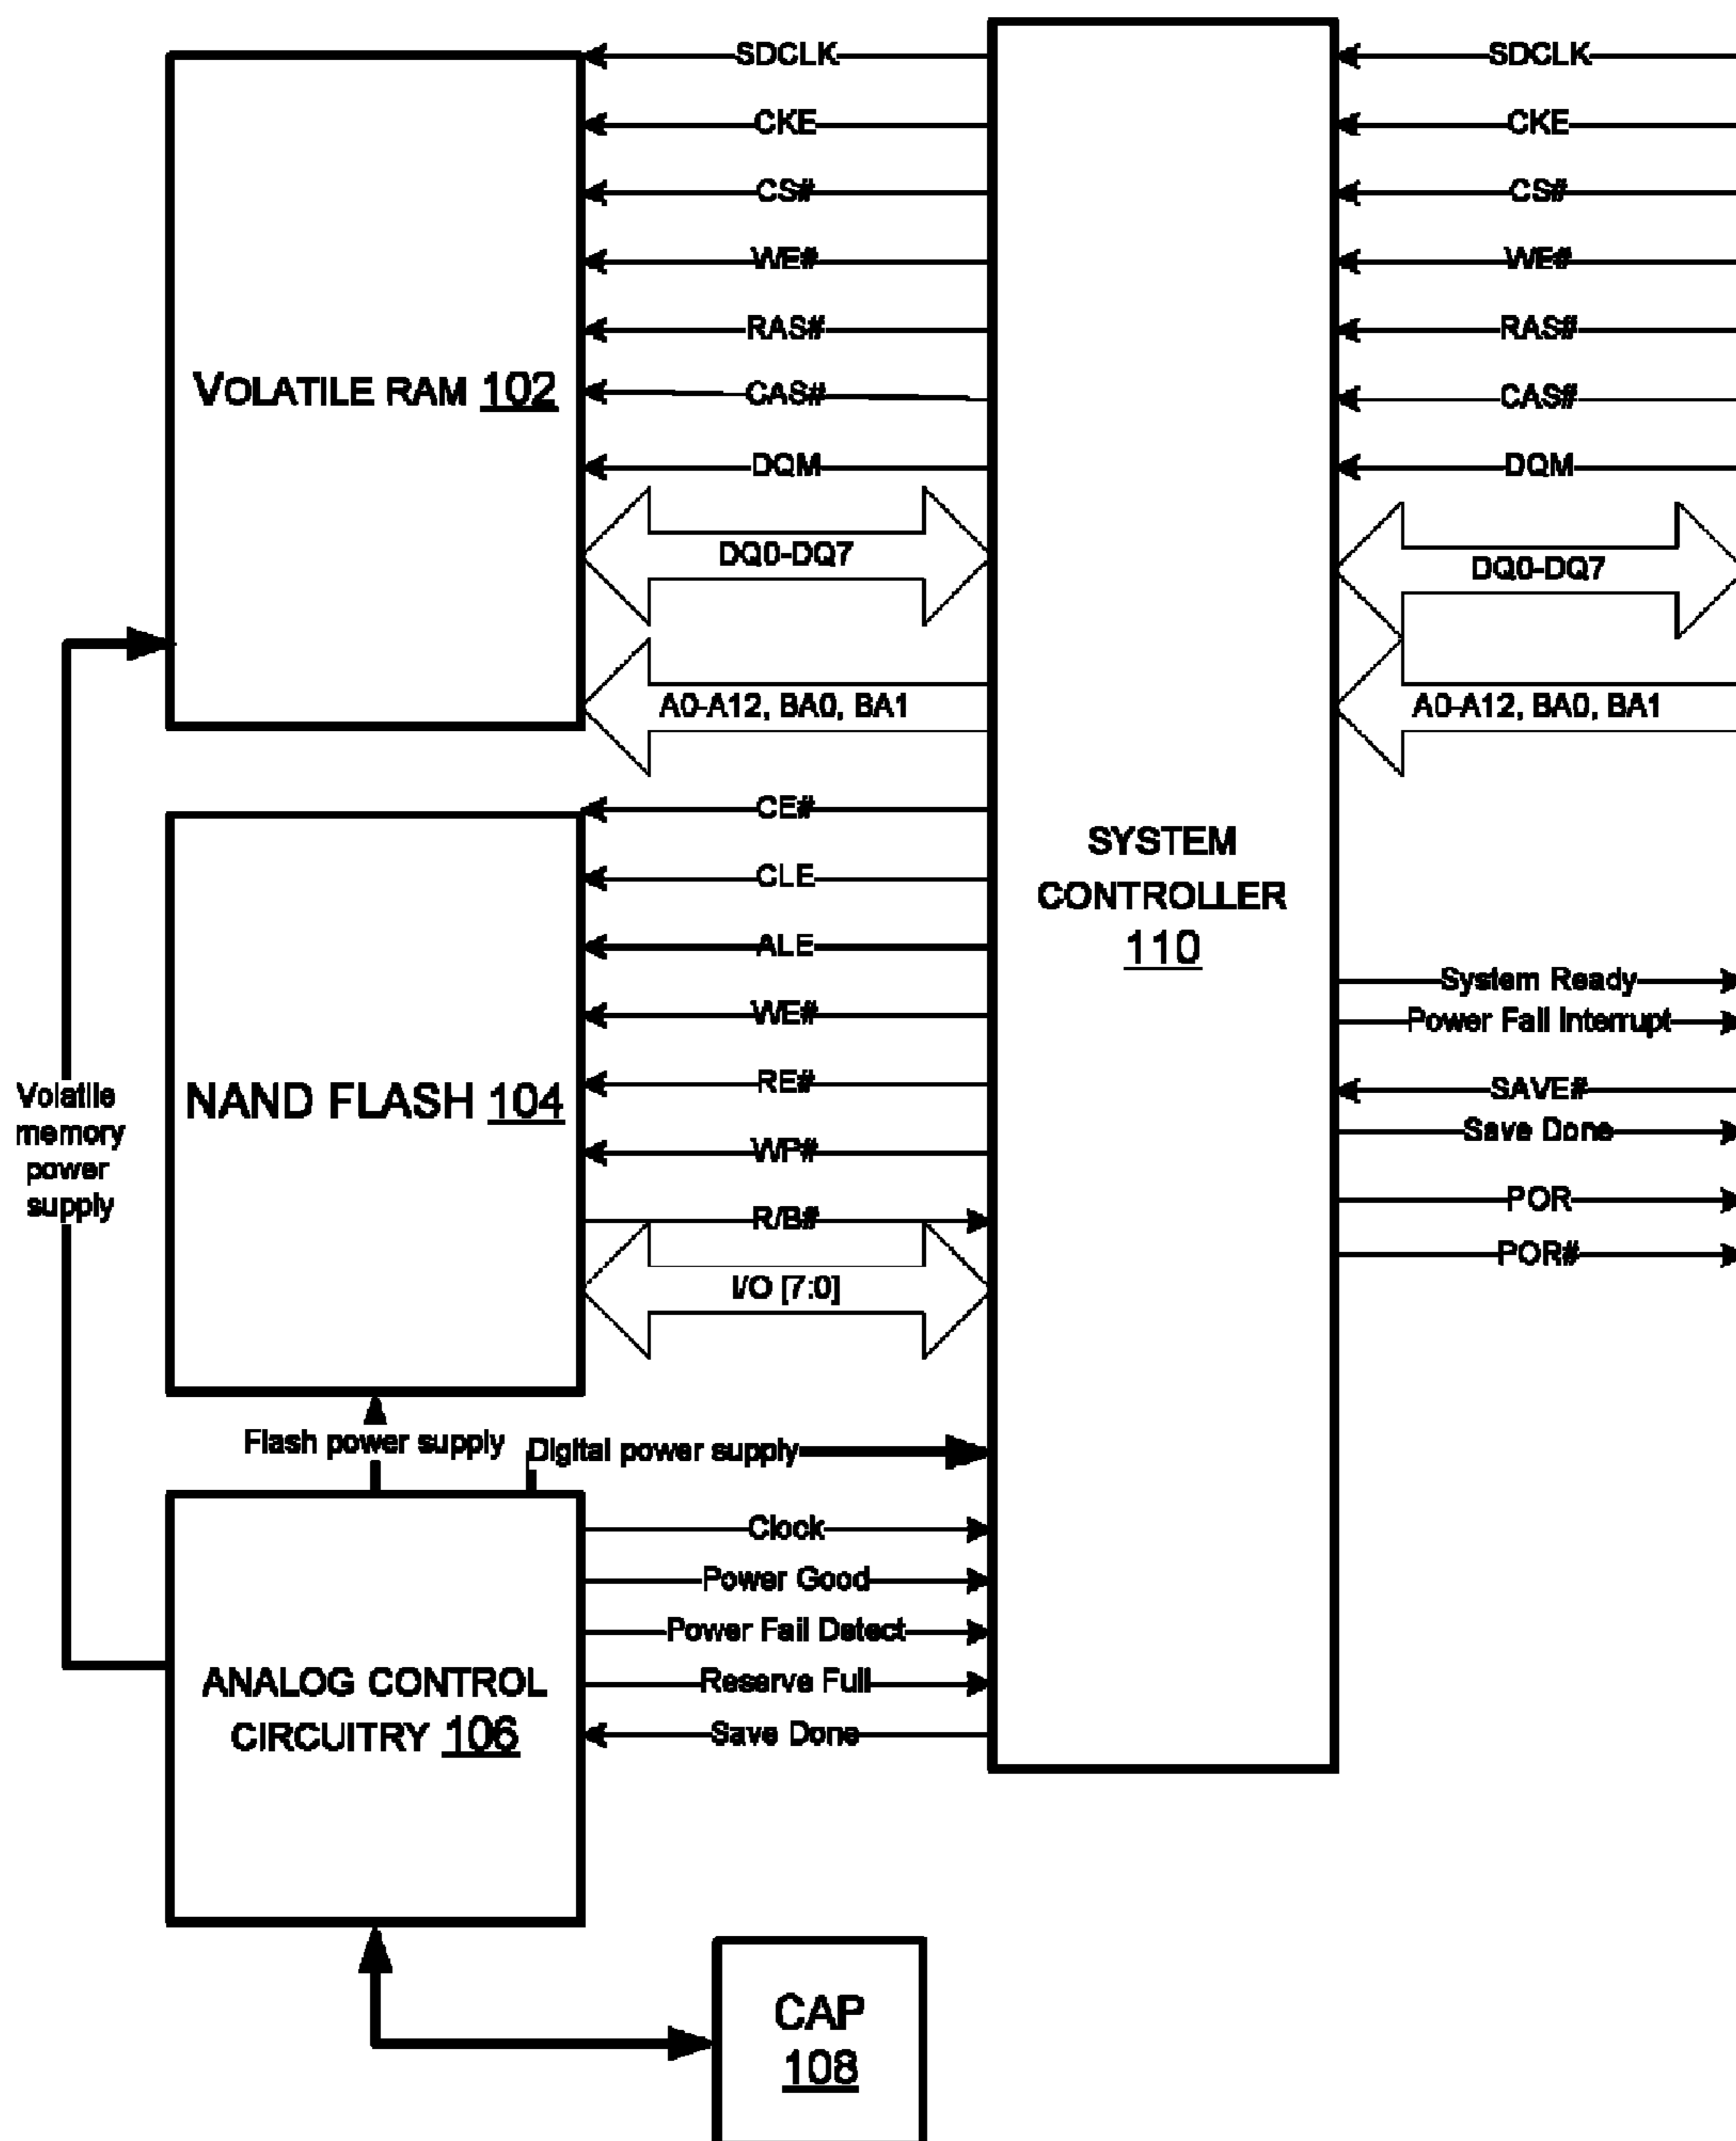 SDCLK
CKE
CS#
WE#
RAS#
CAS#
DQM
DQ0-DQ7
A0-A12, BA0, BA1
VOLATILE RAM 102
CE#
CLE
ALE
WE#
RE#
WP#
R/B#
I/O [7:0]
NAND FLASH 104
Volatile
memory
power
supply
Flash power supply
Digital power supply
Clock
Power Good
Power Fail Detect
Reserve Full
Save Done
ANALOG CONTROL
CIRCUITRY 106
CAP
108
SYSTEM
CONTROLLER
110
SDCLK
CKE
CS#
WE#
RAS#
CAS#
DQM
DQ0-DQ7
A0-A12, BA0, BA1
System Ready
Power Fail Interrupt
SAVE#
Save Done
POR
POR#